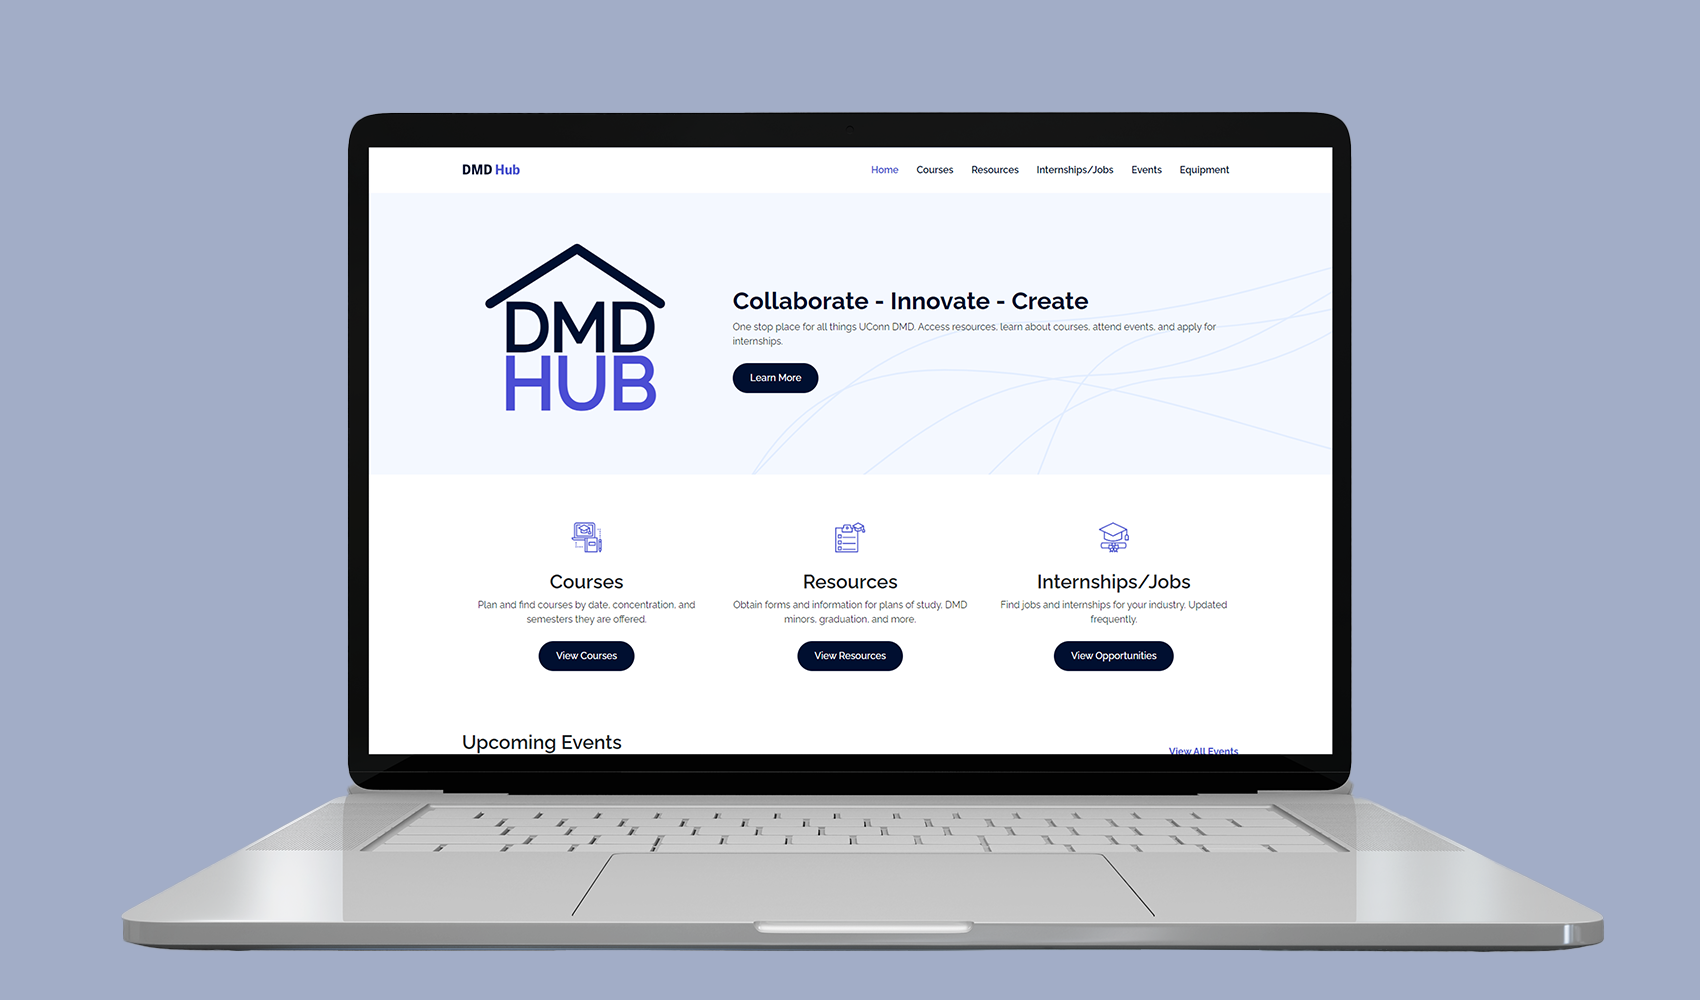 DMD Hub
Home Courses Resources Internships/Jobs Events Equipment
DMD
HUB
Collaborate - Innovate - Create
One stop place for all things UConn DMD. Access resources, learn about courses, attend events, and apply for
internships.
Learn More
Courses
Plan and find courses by date, concentration, and
semesters they are offered.
View Courses
Resources
Obtain forms and information for plans of study, DMD
minors, graduation, and more.
View Resources
Internships/Jobs
Find jobs and internships for your industry. Updated
frequently.
View Opportunities
Upcoming Events
View All Events